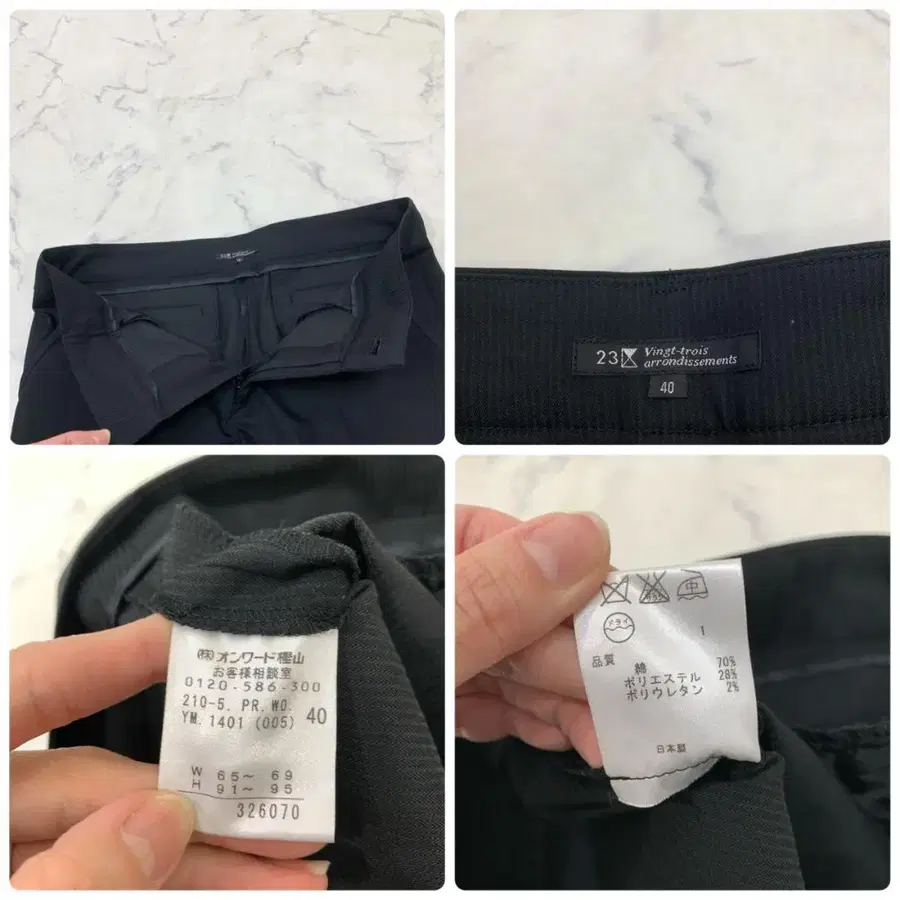 23 Vingt-trois
arrondissements
40
(株)オンワード樫山
お客様相談室
0120-586-300
210-5. PR. WO.
YM. 1401 (005) 40
W 65～ 69
H 91～ 95
326070
中
ドライ
1
品質 綿 70%
ポリエステル 28%
ポリウレタン 2%
日本製